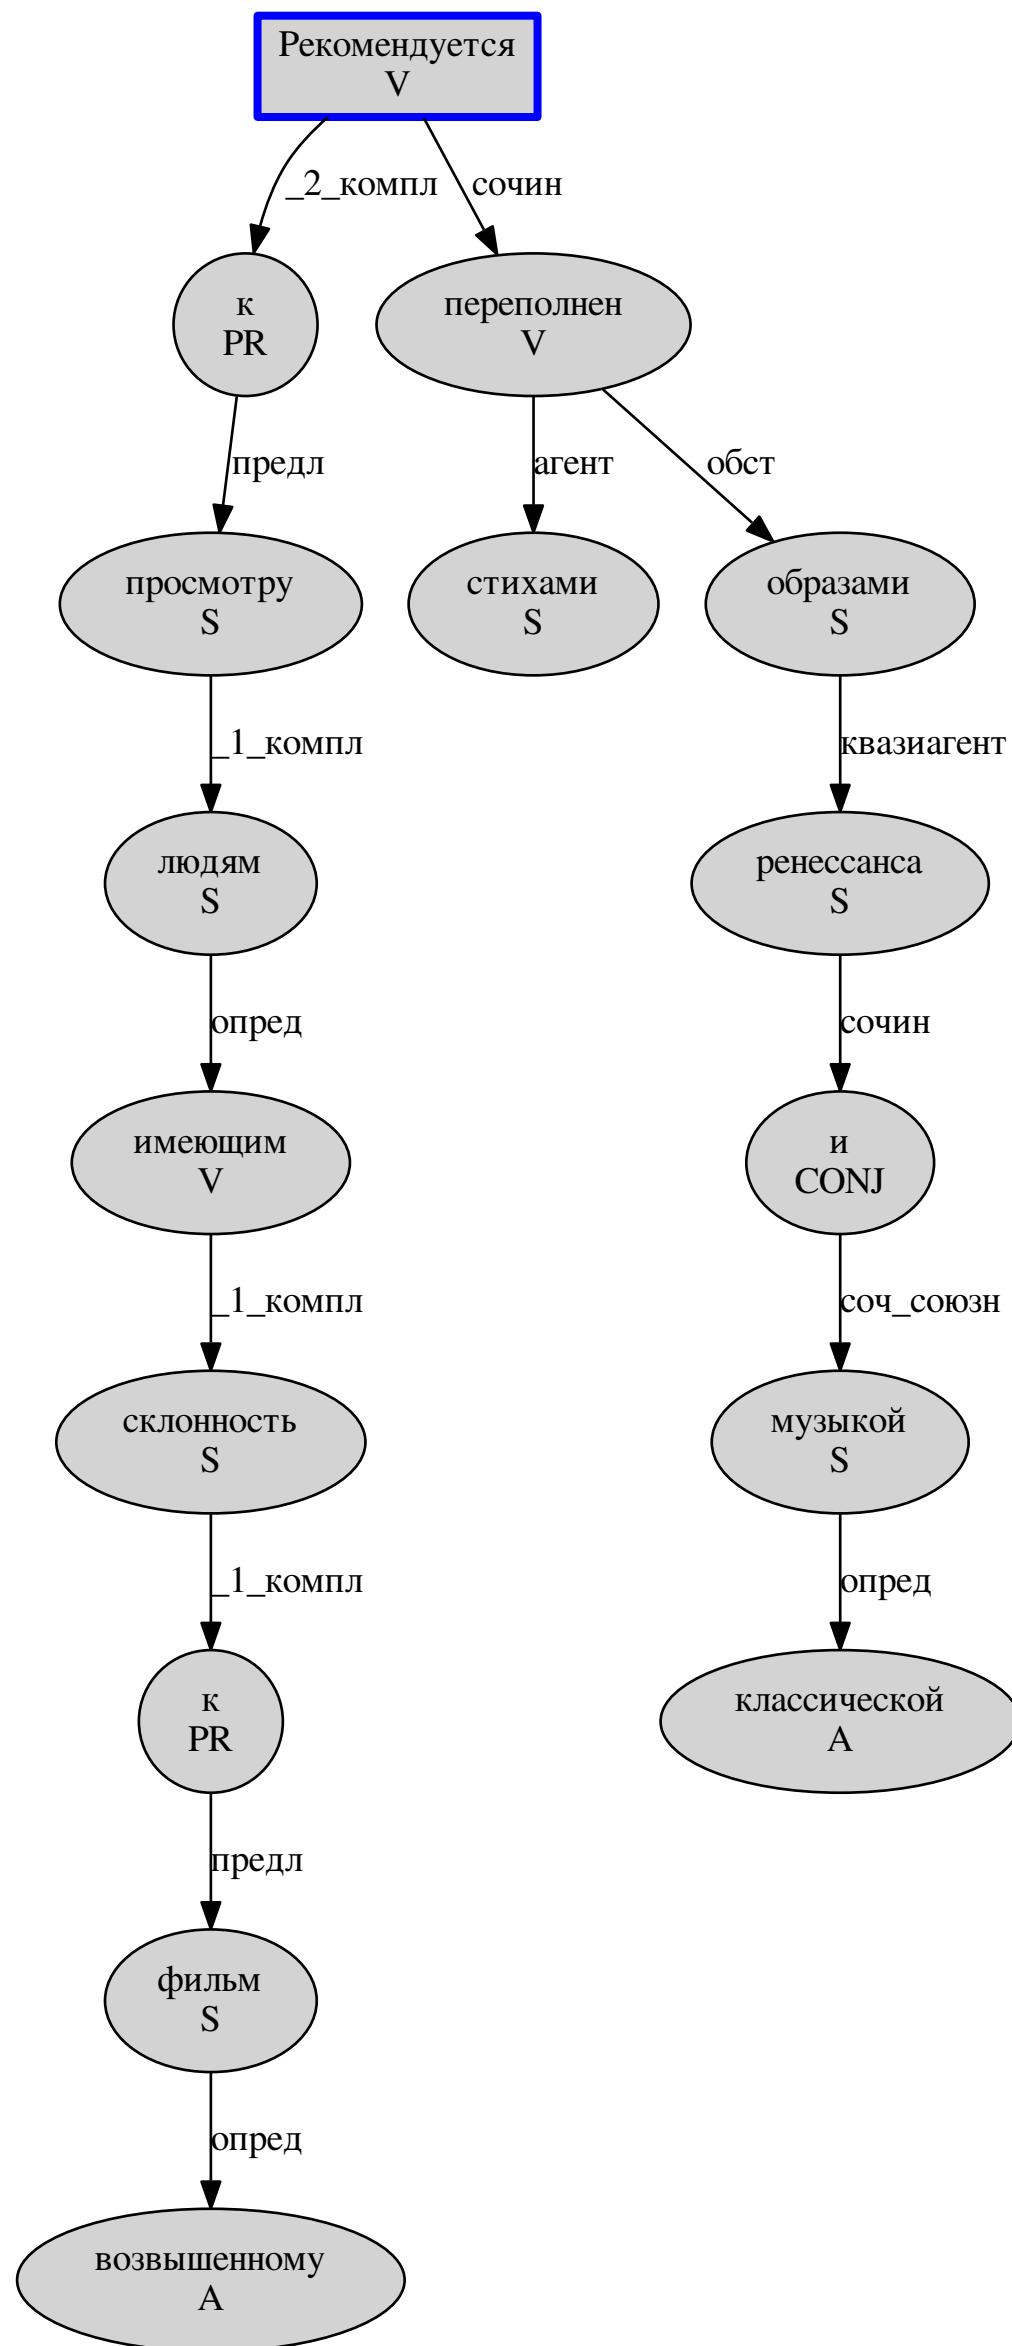 Рекомендуется
V
_2_компл
сочин
к
PR
переполнен
V
предл
агент
обст
просмотру
S
стихами
S
образами
S
_1_компл
квазиагент
людям
S
ренессанса
S
опред
сочин
имеющим
V
и
CONJ
_1_компл
соч_союзн
склонность
S
музыкой
S
_1_компл
опред
к
PR
классической
A
предл
фильм
S
опред
возвышенному
A